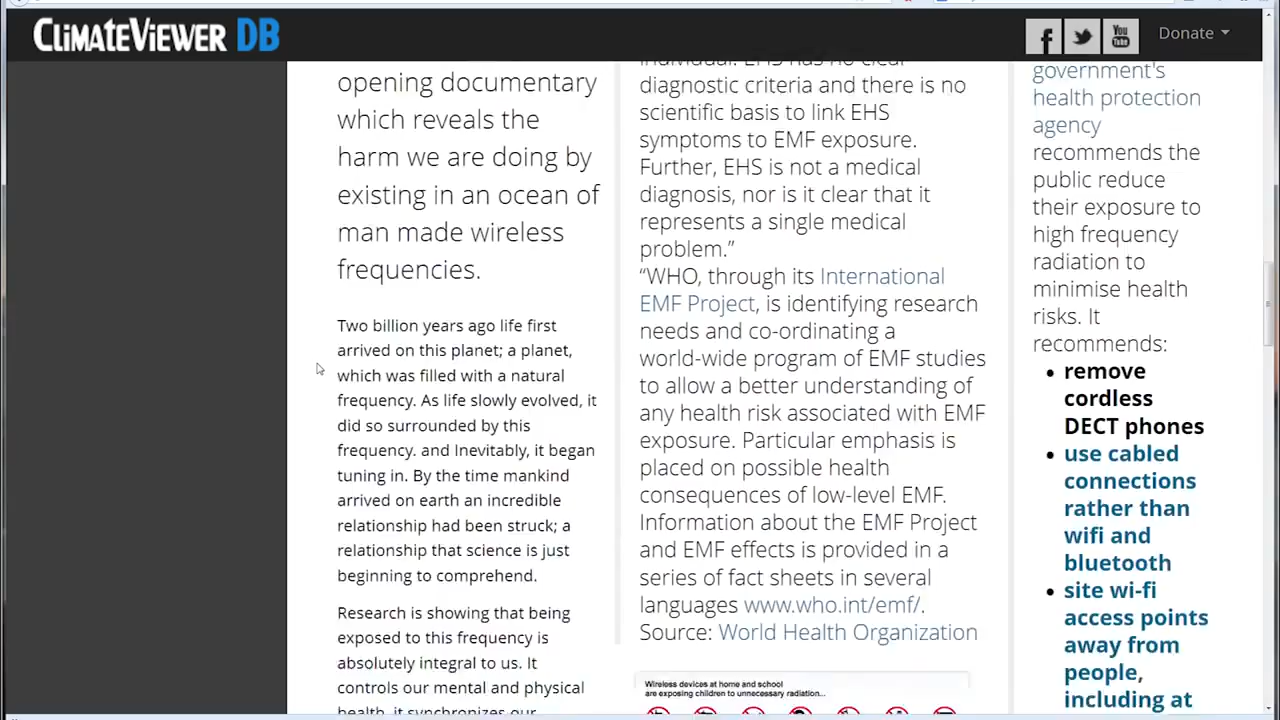 CLIMATEVIEWER DB
You Tube
Donate
opening documentary
which reveals the
harm we are doing by
existing in an ocean of
man made wireless
frequencies.
Two billion years ago life first
arrived on this planet; a planet,
which was filled with a natural
frequency. As life slowly evolved, it
did so surrounded by this
frequency. and Inevitably, it began
tuning in. By the time mankind
arrived on earth an incredible
relationship had been struck; a
relationship that science is just
beginning to comprehend.
Research is showing that being
exposed to this frequency is
absolutely integral to us. It
controls our mental and physical
health, it synchronizes our
individual. EHS has no clear
diagnostic criteria and there is no
scientific basis to link EHS
symptoms to EMF exposure.
Further, EHS is not a medical
diagnosis, nor is it clear that it
represents a single medical
problem.”
“WHO, through its International
EMF Project, is identifying research
needs and co-ordinating a
world-wide program of EMF studies
to allow a better understanding of
any health risk associated with EMF
exposure. Particular emphasis is
placed on possible health
consequences of low-level EMF.
Information about the EMF Project
and EMF effects is provided in a
series of fact sheets in several
languages www.who.int/emf/.
Source: World Health Organization
Wireless devices at home and school
are exposing children to unnecessary radiation...
government's
health protection
agency
recommends the
public reduce
their exposure to
high frequency
radiation to
minimise health
risks. It
recommends:
• remove
cordless
DECT phones
• use cabled
connections
rather than
wifi and
bluetooth
• site wi-fi
access points
away from
people,
including at